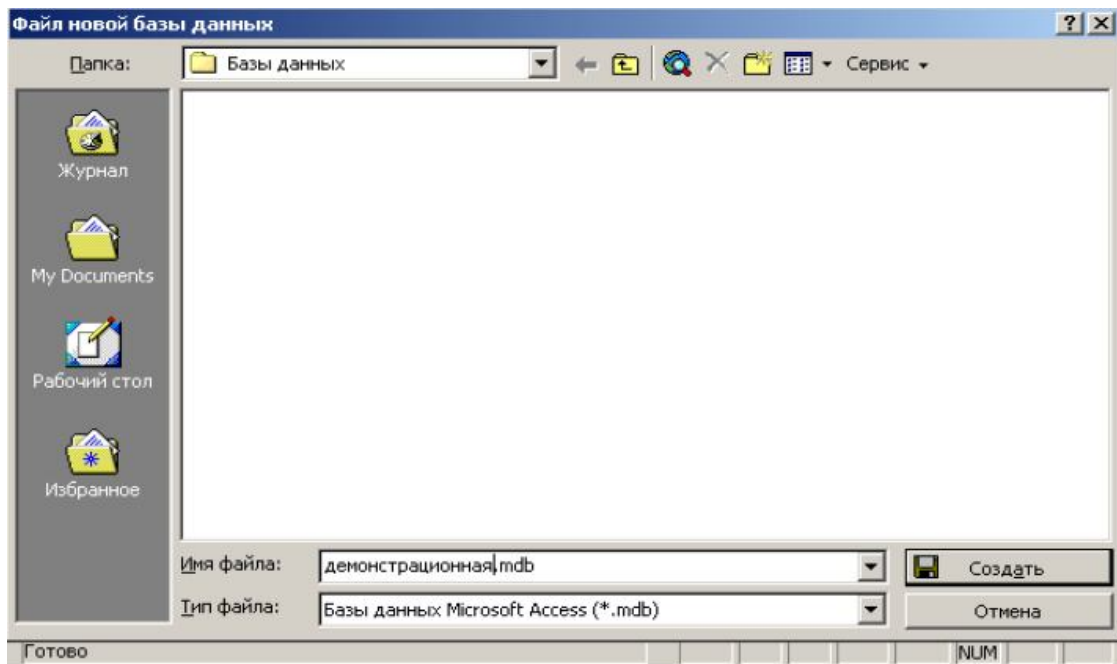 Файл новой базы данных
Папка:
Базы данных
Сервис
Журнал
My Documents
Рабочий стол
Избранное
Имя файла:
демонстрационная.mdb
Создать
Тип файла:
Базы данных Microsoft Access (*.mdb)
Отмена
Готово
NUM